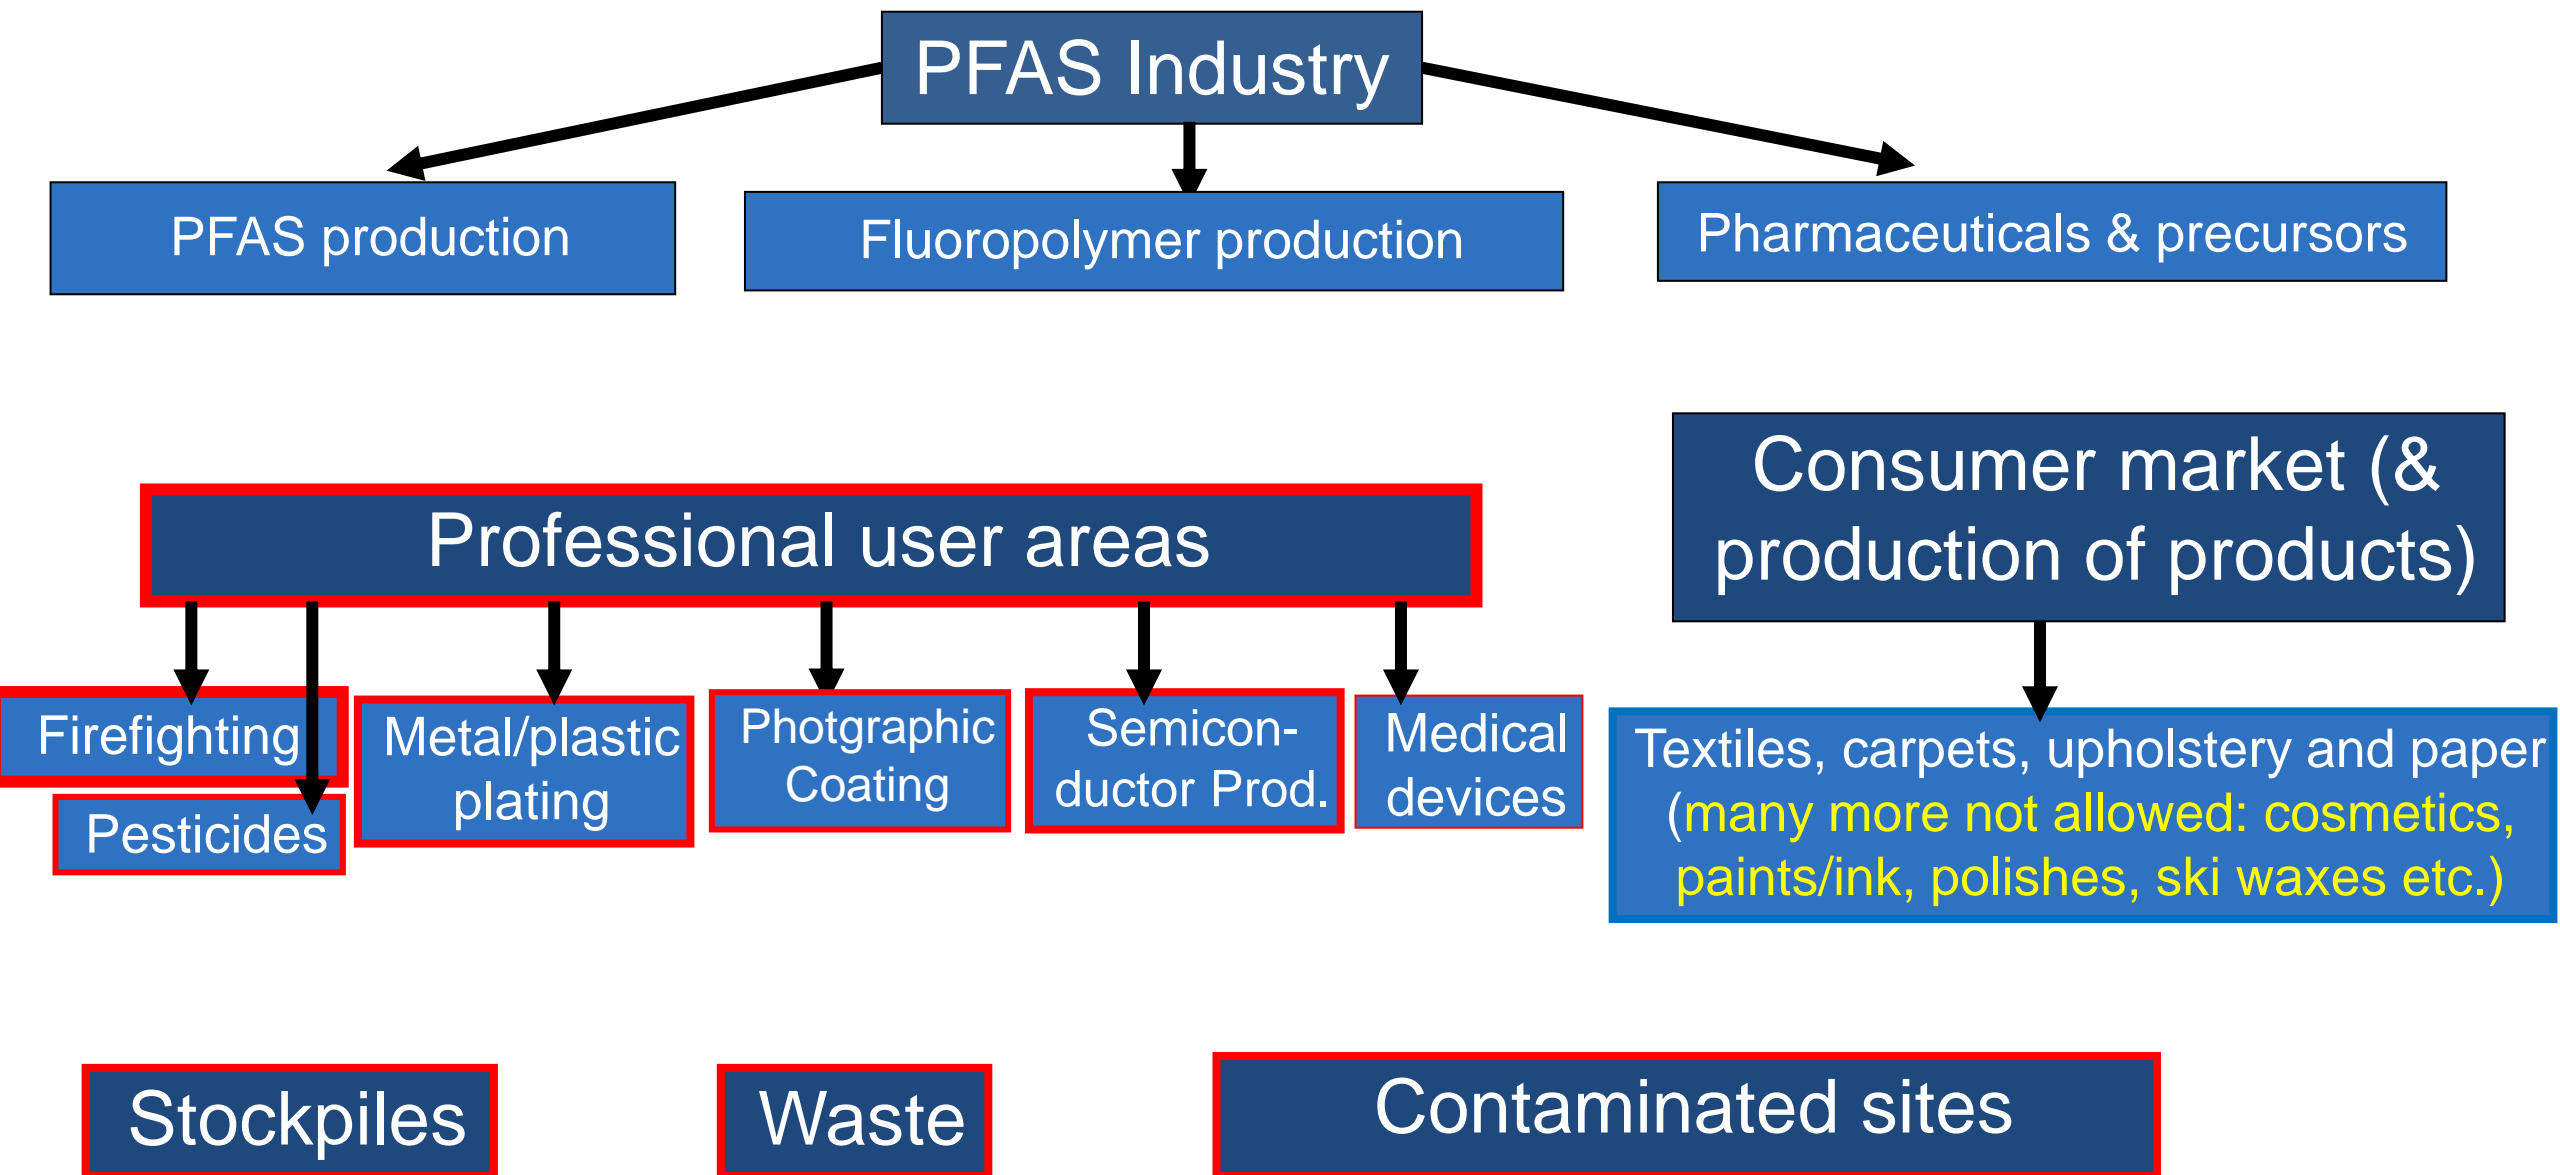 PFAS Industry
PFAS production
Fluoropolymer production
Pharmaceuticals & precursors
Consumer market (&
production of products)
Professional user areas
Firefighting
Pesticides
Metal/plastic
plating
Photgraphic
Coating
Semicon-
ductor Prod.
Medical
devices
Textiles, carpets, upholstery and paper
(many more not allowed: cosmetics,
paints/ink, polishes, ski waxes etc.)
Stockpiles
Waste
Contaminated sites